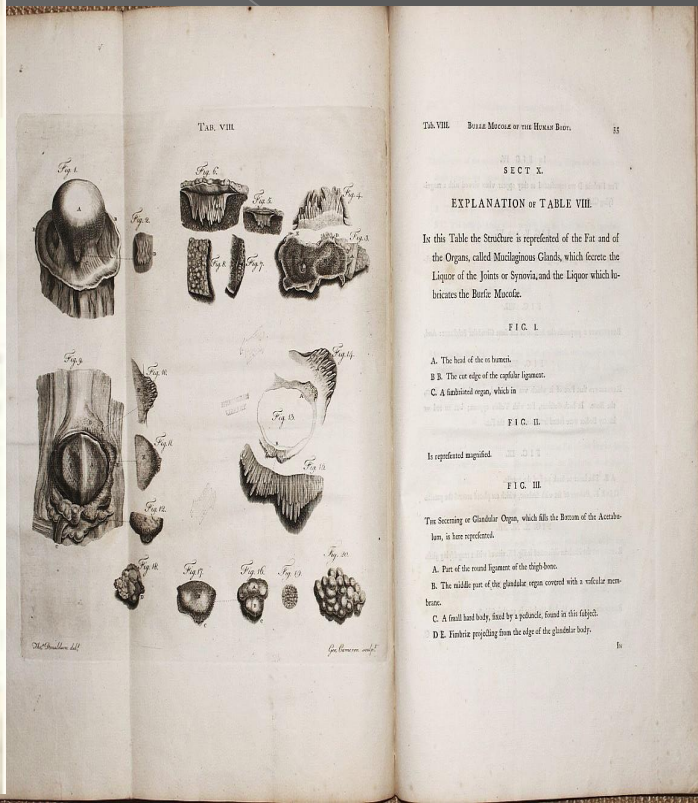 TAB. VIII.
Fig. 1.
A
B
B
Fig. 2.
Fig. 6.
Fig. 5.
Fig. 4.
Fig. 3.
Fig. 8.
Fig. 7.
Fig. 9.
Fig. 10.
Fig. 11.
Fig. 12.
Fig. 14.
A
Fig. 13.
B
Fig. 18.
Fig. 17.
Fig. 16.
Fig. 19.
Fig. 20.
Thos. Donaldson delt.
Geo. Cameron sculpt.
Tab. VIII. BURSÆ MUCOSÆ OF THE HUMAN BODY. 55
SECT X.
EXPLANATION OF TABLE VIII.
IN this Table the Structure is represented of the Fat and of
the Organs, called Mucilaginous Glands, which secrete the
Liquor of the Joints or Synovia, and the Liquor which lu-
bricates the Bursæ Mucosæ.
FIG. I.
A. The head of the os humeri.
B B. The cut edge of the capsular ligament.
C. A fimbriated organ, which in
FIG. II.
Is represented magnified.
FIG. III.
THE Secerning or Glandular Organ, which fills the Bottom of the Acetabu-
lum, is here represented.
A. Part of the round ligament of the thigh-bone.
B. The middle part of the glandular organ covered with a vascular mem-
brane.
C. A small hard body, fixed by a peduncle, found in this subject.
D E. Fimbriæ projecting from the edge of the glandular body.
IN